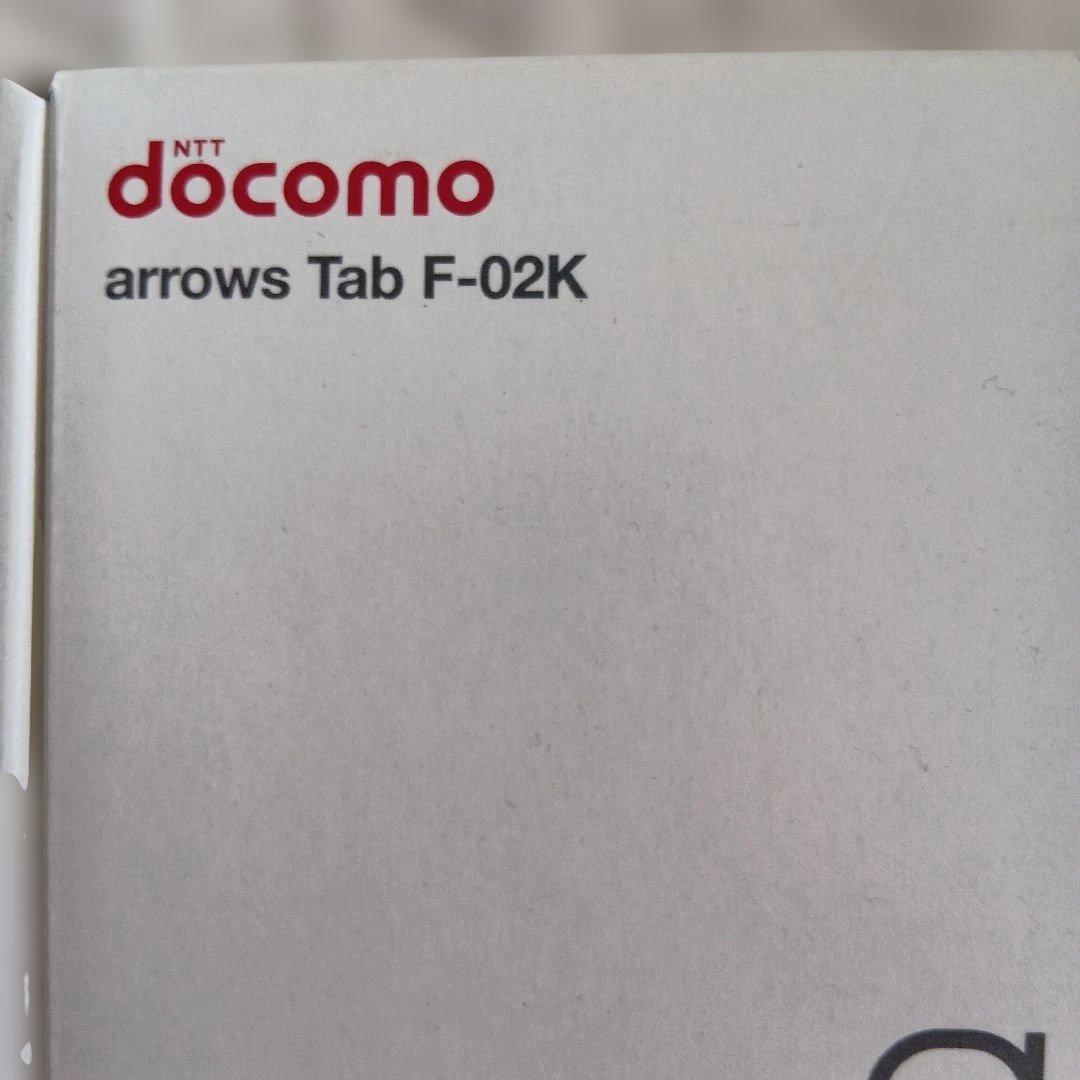 NTT
docomo
arrows Tab F-02K
a